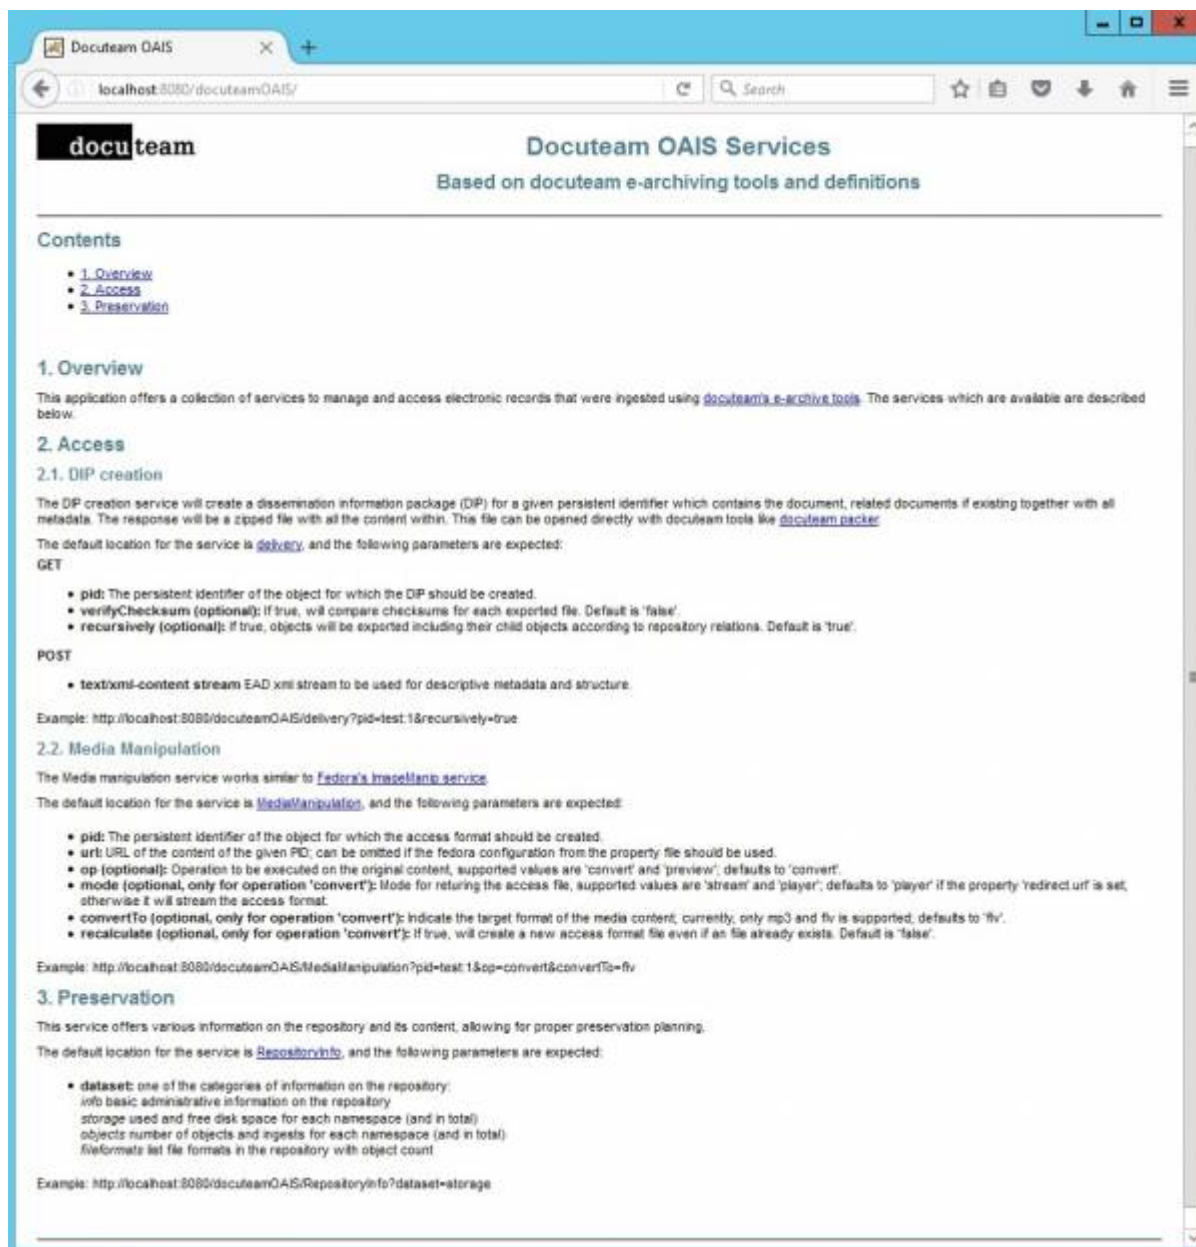 Docuteam OAIS
localhost:8080/docuteamOAIS/
Search
docuteam
Docuteam OAIS Services
Based on docuteam e-archiving tools and definitions
Contents
1. Overview
2. Access
3. Preservation
1. Overview
This application offers a collection of services to manage and access electronic records that were ingested using docuteam's e-archive tools. The services which are available are described
below.
2. Access
2.1. DIP creation
The DIP creation service will create a dissemination information package (DIP) for a given persistent identifier which contains the document, related documents if existing together with all
metadata. The response will be a zipped file with all the content within. This file can be opened directly with docuteam tools like docuteam packer
The default location for the service is delivery, and the following parameters are expected:
GET
pid: The persistent identifier of the object for which the DIP should be created.
verifyChecksum (optional): If true, will compare checksums for each exported file. Default is 'false'.
recursively (optional): If true, objects will be exported including their child objects according to repository relations. Default is 'true'.
POST
text/xml-content stream EAD xml stream to be used for descriptive metadata and structure.
Example: http://localhost:8080/docuteamOAIS/delivery?pid=test:1&recursively=true
2.2. Media Manipulation
The Media manipulation service works similar to Fedora's ImageManip service.
The default location for the service is MediaManipulation, and the following parameters are expected:
pid: The persistent identifier of the object for which the access format should be created.
url: URL of the content of the given PID; can be omitted if the fedora configuration from the property file should be used.
op (optional): Operation to be executed on the original content, supported values are 'convert' and 'preview'; defaults to 'convert'.
mode (optional, only for operation 'convert'): Mode for returing the access file, supported values are 'stream' and 'player'; defaults to 'player' if the property 'redirect.url' is set,
otherwise it will stream the access format.
convertTo (optional, only for operation 'convert'): Indicate the target format of the media content; currently, only mp3 and flv is supported; defaults to 'flv'.
recalculate (optional, only for operation 'convert'): If true, will create a new access format file even if an file already exists. Default is 'false'.
Example: http://localhost:8080/docuteamOAIS/MediaManipulation?pid=test:1&op=convert&convertTo=flv
3. Preservation
This service offers various information on the repository and its content, allowing for proper preservation planning.
The default location for the service is RepositoryInfo, and the following parameters are expected:
dataset: one of the categories of information on the repository:
info basic administrative information on the repository
storage used and free disk space for each namespace (and in total)
objects number of objects and ingests for each namespace (and in total)
fileformats list file formats in the repository with object count
Example: http://localhost:8080/docuteamOAIS/RepositoryInfo?dataset=storage